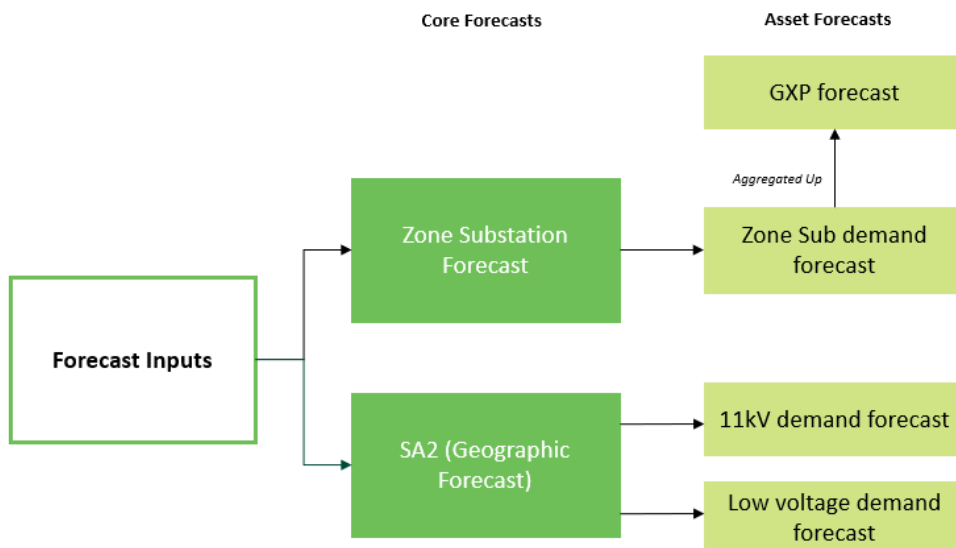 Core Forecasts
Asset Forecasts
GXP forecast
Aggregated Up
Zone Substation
Forecast
Zone Sub demand
forecast
Forecast Inputs
SA2 (Geographic
Forecast)
11kV demand forecast
Low voltage demand
forecast